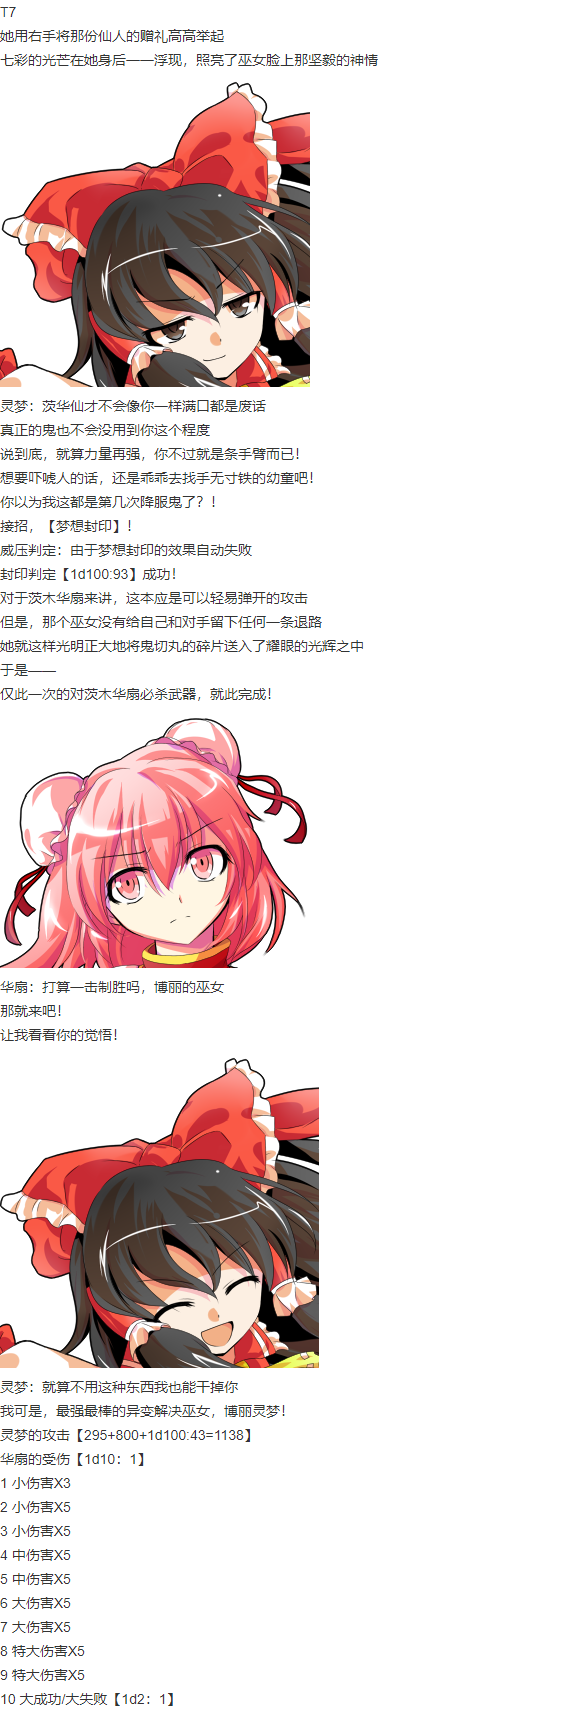 T7
她用右手将那份仙人的赠礼高高举起
七彩的光芒在她身后——浮现，照亮了巫女脸上那坚毅的神情
灵梦：茨华仙才不会像你一样满口都是废话
真正的鬼也不会没用到你这个程度
说到底，就算力量再强，你不过就是条手臂而已！
想要吓唬人的话，还是乖乖去找手无寸铁的幼童吧！
你以为我这都是第几次降服鬼了？！
接招，【梦想封印】！
威压判定：由于梦想封印的效果自动失败
封印判定【1d100:93】成功！
对于茨木华扇来讲，这本应是可以轻易弹开的攻击
但是，那个巫女没有给自己和对手留下任何一条退路
她就这样光明正大地将鬼切丸的碎片送入了耀眼的光辉之中
于是——
仅此一次的对茨木华扇必杀武器，就此完成！
华扇：打算一击制胜吗，博丽的巫女
那就来吧！
让我看看你的觉悟！
灵梦：就算不用这种东西我也能干掉你
我可是，最强最棒的异变解决巫女，博丽灵梦！
灵梦的攻击【295+800+1d100:43=1138】
华扇的受伤【1d10：1】
1 小伤害X3
2 小伤害X5
3 小伤害X5
4 中伤害X5
5 中伤害X5
6 大伤害X5
7 大伤害X5
8 特大伤害X5
9 特大伤害X5
10 大成功/大失败【1d2：1】